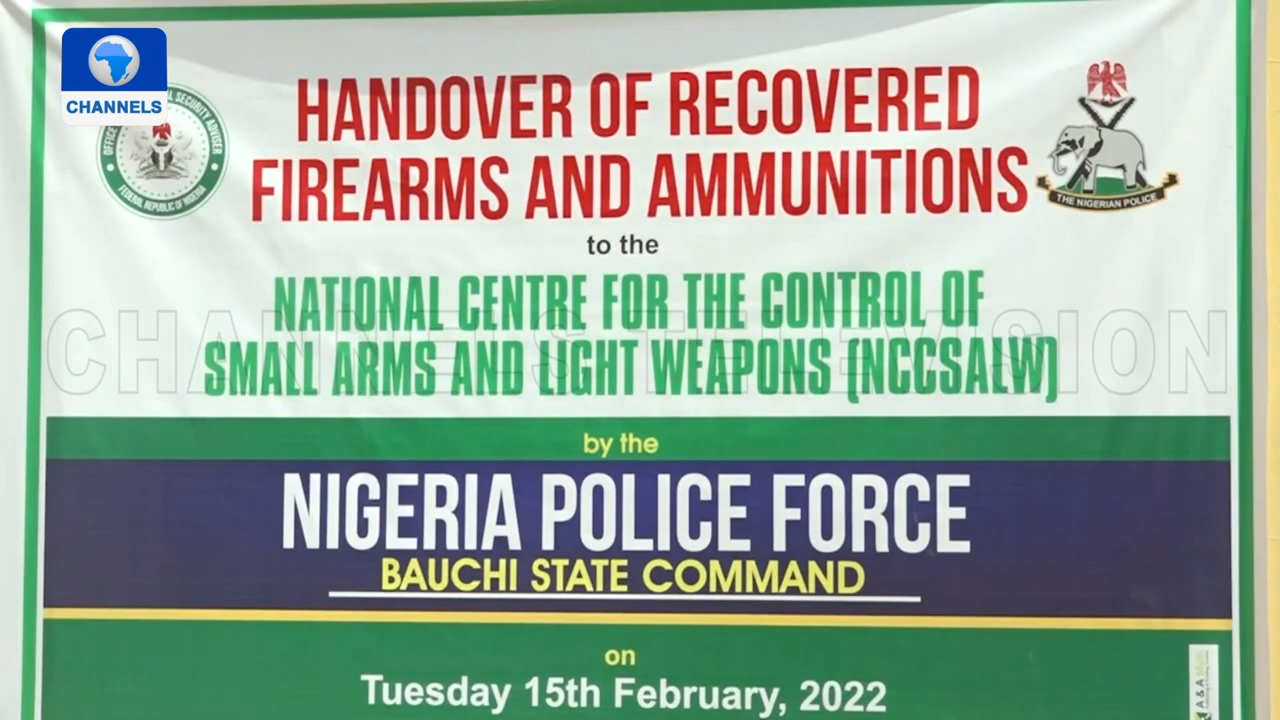 CHANNELS
HANDOVER OF RECOVERED
FIREARMS AND AMMUNITIONS
to the
NATIONAL CENTRE FOR THE CONTROL OF
SMALL ARMS AND LIGHT WEAPONS (NCCSALW)
by the
NIGERIA POLICE FORCE
BAUCHI STATE COMMAND
on
Tuesday 15th February, 2022
FEDERAL REPUBLIC OF NIGERIA
THE NIGERIAN POLICE
CHANNELS TELEVISION
A & A